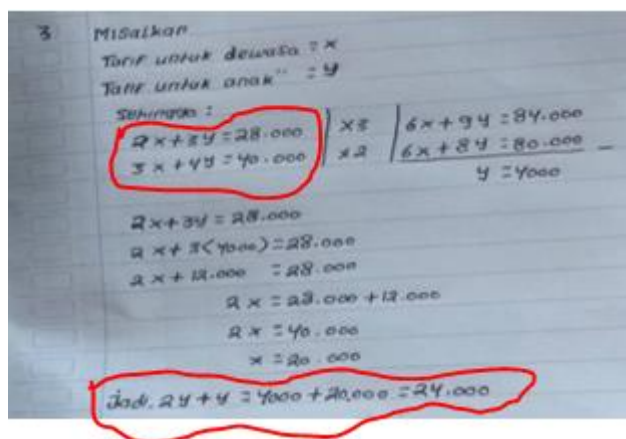 3 Misalkan
Tarif untuk dewasa = x
Tarif untuk anak" = y
Sehingga :
2x + 3y = 28.000 | x3 | 6x + 9y = 84.000
3x + 4y = 40.000 | x2 | 6x + 8y = 80.000 -
y = 4000
2x + 3y = 28.000
2x + 3(4000) = 28.000
2x + 12.000 = 28.000
2x = 28.000 + 12.000
2x = 40.000
x = 20.000
Jadi, 2y + y = 4000 + 20.000 = 24.000